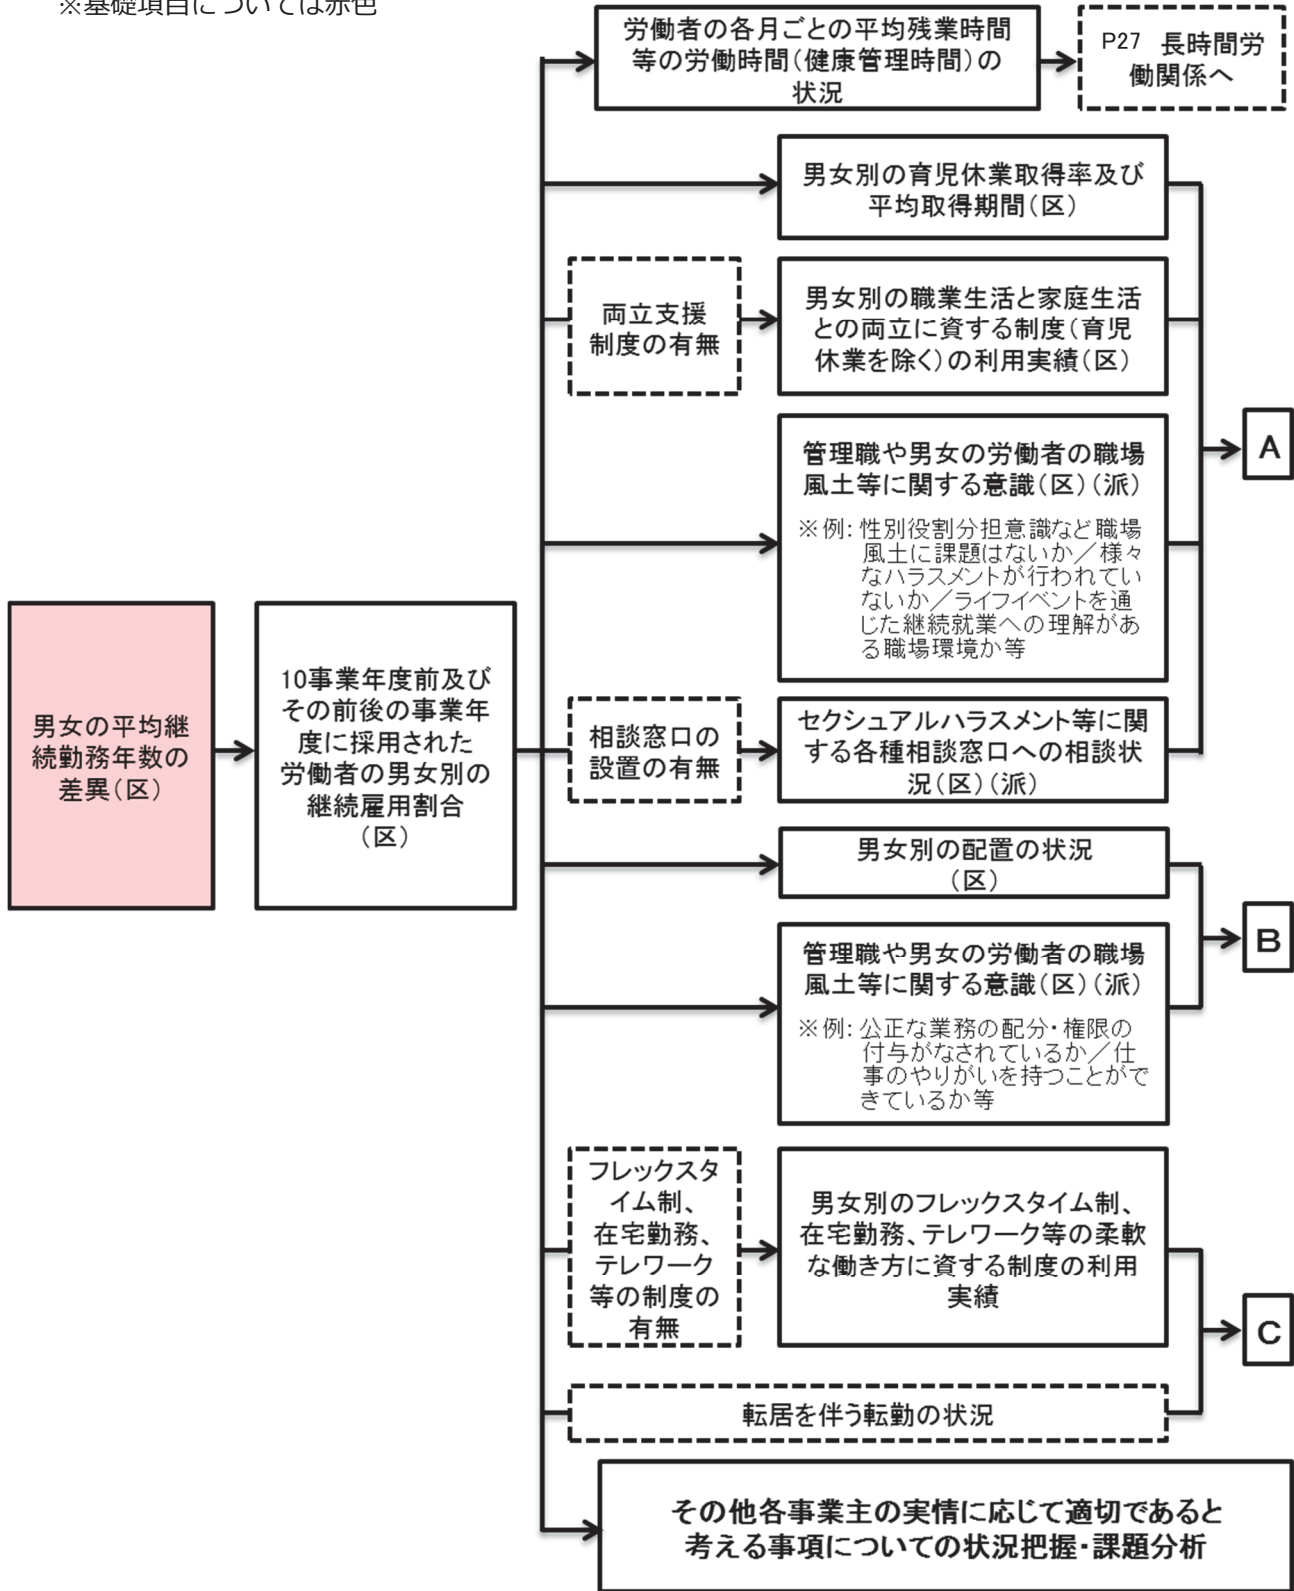 ※基礎項目については赤色
労働者の各月ごとの平均残業時間
等の労働時間(健康管理時間)の
状況
P27 長時間労
働関係へ
男女別の育児休業取得率及び
平均取得期間(区)
両立支援
制度の有無
男女別の職業生活と家庭生活
との両立に資する制度(育児
休業を除く)の利用実績(区)
管理職や男女の労働者の職場
風土等に関する意識(区)(派)
※例:性別役割分担意識など職場
風土に課題はないか/様々
なハラスメントが行われてい
ないか/ライフイベントを通
じた継続就業への理解があ
る職場環境か等
A
男女の平均継
続勤務年数の
差異(区)
10事業年度前及び
その前後の事業年
度に採用された
労働者の男女別の
継続雇用割合
(区)
相談窓口の
設置の有無
セクシュアルハラスメント等に関
する各種相談窓口への相談状
況(区)(派)
男女別の配置の状況
(区)
管理職や男女の労働者の職場
風土等に関する意識(区)(派)
※例:公正な業務の配分・権限の
付与がなされているか/仕
事のやりがいを持つことがで
きているか等
B
フレックスタ
イム制、
在宅勤務、
テレワーク
等の制度の
有無
男女別のフレックスタイム制、
在宅勤務、テレワーク等の柔軟
な働き方に資する制度の利用
実績
C
転居を伴う転勤の状況
その他各事業主の実情に応じて適切であると
考える事項についての状況把握・課題分析